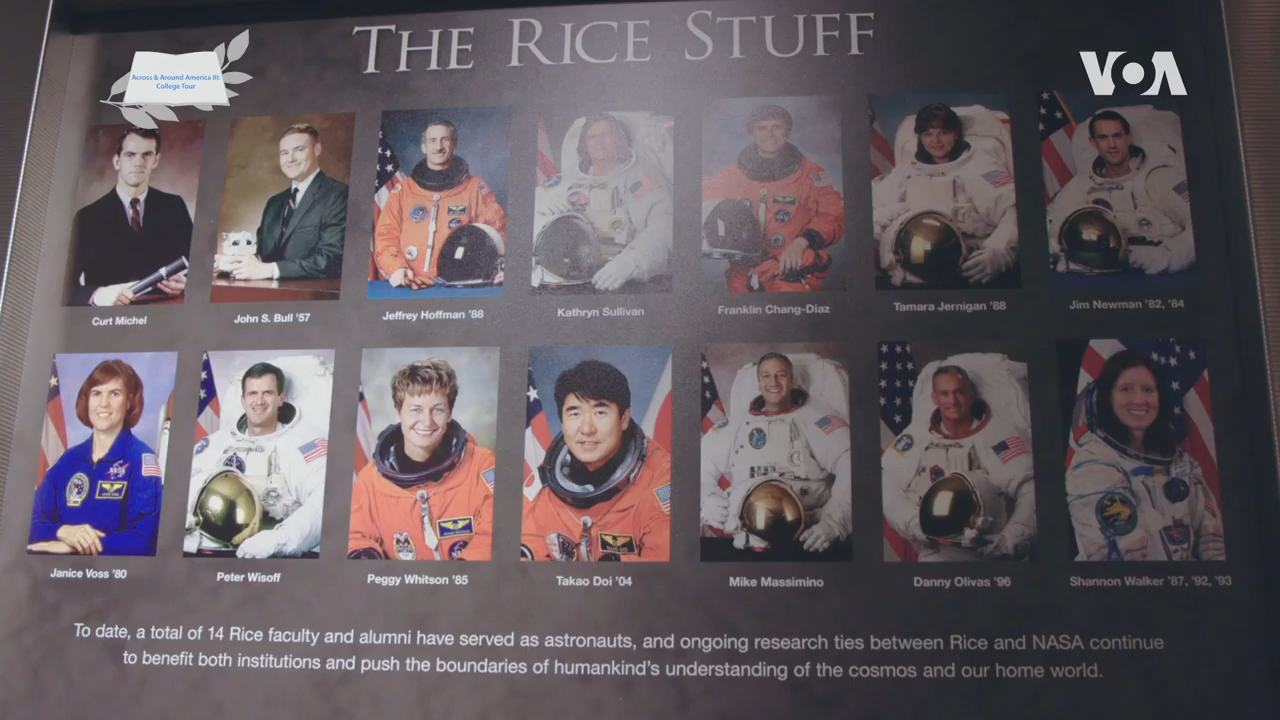 THE RICE STUFF
Across & Around America III:
College Tour
VOA
Curt Michel
John S. Bull '57
Jeffrey Hoffman '88
Kathryn Sullivan
Franklin Chang-Diaz
Tamara Jernigan '88
Jim Newman '82, '84
Janice Voss '80
Peter Wisoff
Peggy Whitson '85
Takao Doi '04
Mike Massimino
Danny Olivas '96
Shannon Walker '87, '92, '93
To date, a total of 14 Rice faculty and alumni have served as astronauts, and ongoing research ties between Rice and NASA continue
to benefit both institutions and push the boundaries of humankind's understanding of the cosmos and our home world.